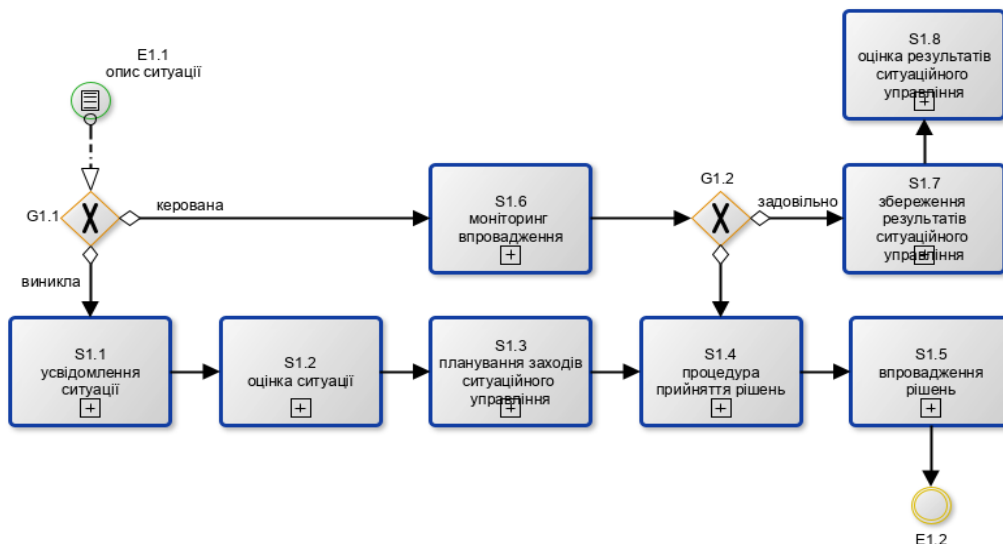 E1.1
опис ситуації
S1.8
оцінка результатів
ситуаційного
управління
G1.1
керована
виникла
S1.6
моніторинг
впровадження
G1.2
задовільно
S1.7
збереження
результатів
ситуаційного
управління
S1.1
усвідомлення
ситуації
S1.2
оцінка ситуації
S1.3
планування заходів
ситуаційного
управління
S1.4
процедура
прийняття рішень
S1.5
впровадження
рішень
E1.2